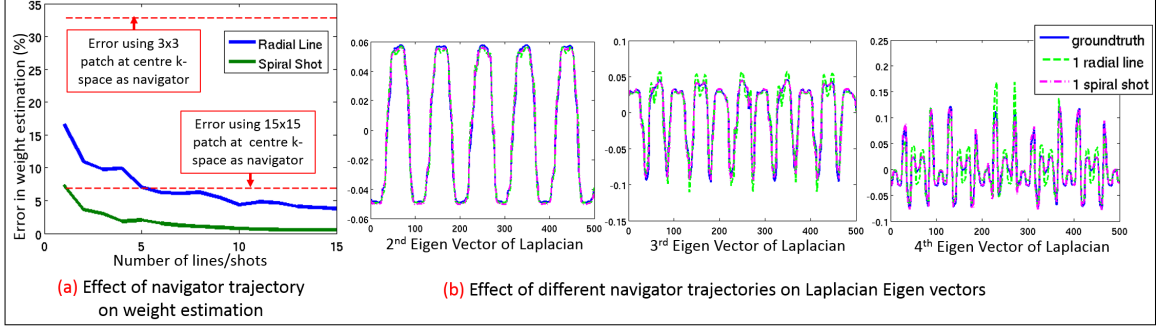 35
30
25
20
15
10
5
0
Error in weight estimation (%)
Error using 3x3
patch at centre k-
space as navigator
Radial Line
Spiral Shot
Error using 15x15
patch at centre k-
space as navigator
0
5
10
15
Number of lines/shots
(a) Effect of navigator trajectory
on weight estimation
0.06
0.04
0.02
0
-0.02
-0.04
-0.06
0 100 200 300 400 500
2nd Eigen Vector of Laplacian
0.1
0.05
0
-0.05
-0.1
-0.15
0 100 200 300 400 500
3rd Eigen Vector of Laplacian
0.25
0.2
0.15
0.1
0.05
0
-0.05
-0.1
0 100 200 300 400 500
4th Eigen Vector of Laplacian
groundtruth
1 radial line
1 spiral shot
(b) Effect of different navigator trajectories on Laplacian Eigen vectors